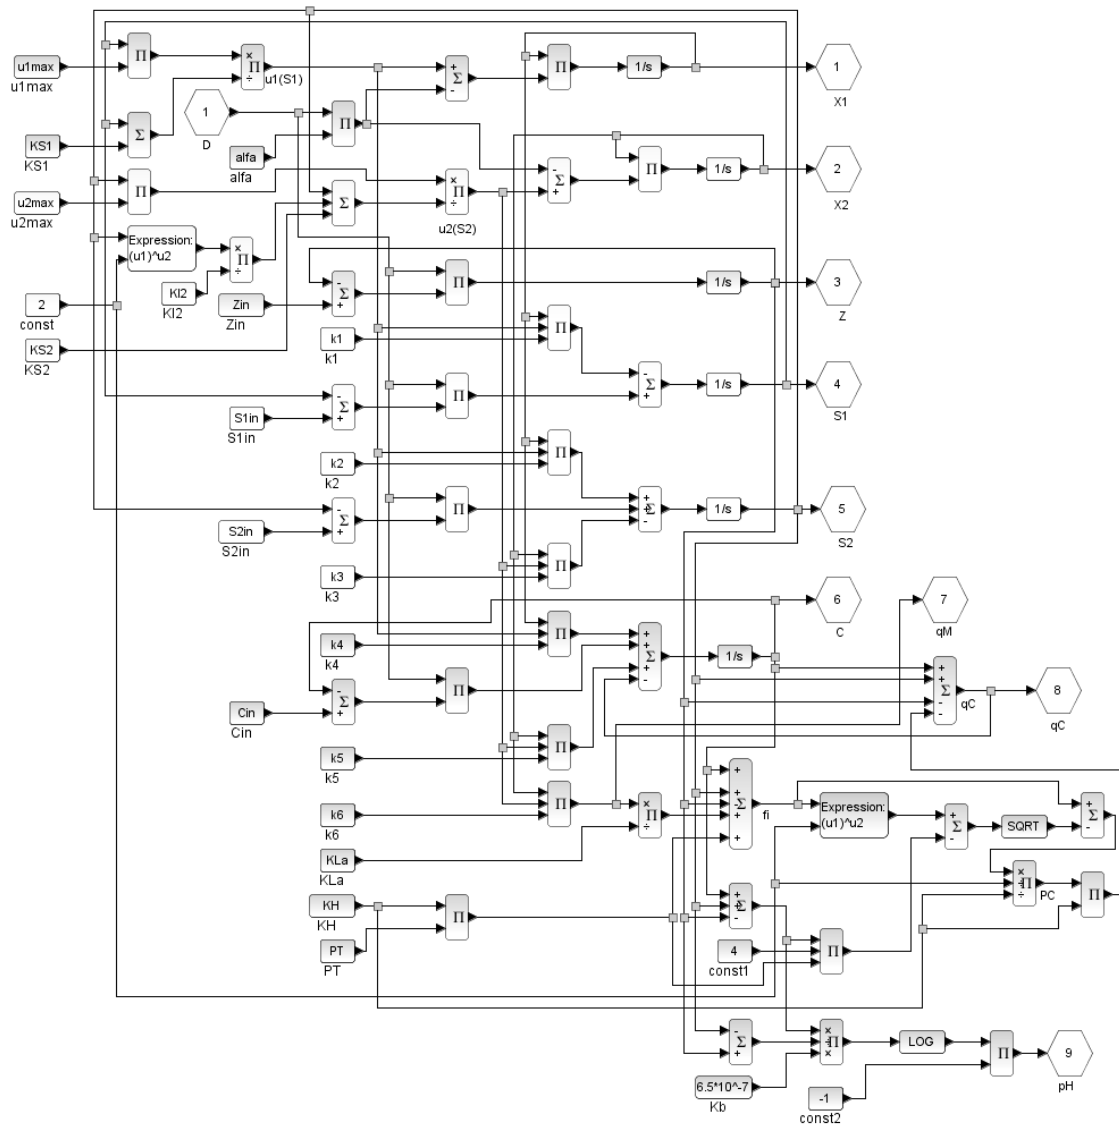 u1max
u1max
Π
×
Π
÷
u1(S1)
+
Σ
-
Π
1/s
1
X1
KS1
KS1
Σ
1
D
Π
alfa
alfa
u2max
u2max
Π
Σ
×
Π
÷
u2(S2)
-
Σ
+
Π
1/s
2
X2
Expression:
(u1)^u2
×
Π
÷
KI2
KI2
2
const
KS2
KS2
Zin
Zin
-
Σ
+
Π
1/s
3
Z
k1
k1
Π
S1in
S1in
-
Σ
+
Π
-
Σ
+
1/s
4
S1
k2
k2
Π
S2in
S2in
-
Σ
+
Π
+
+
Σ
-
1/s
5
S2
k3
k3
Π
6
C
7
qM
k4
k4
Π
+
+
Σ
+
-
1/s
Cin
Cin
-
Σ
+
Π
+
+
Σ
-
-
qC
8
qC
k5
k5
Π
k6
k6
Π
×
Π
÷
+
+
-
Σ
+
+
fi
Expression:
(u1)^u2
+
Σ
-
SQRT
+
Σ
-
KLa
KLa
KH
KH
PT
PT
Π
+
+
Σ
-
×
÷
Π
÷
PC
Π
4
const1
Π
-
Σ
+
×
÷
Π
×
LOG
Π
9
pH
6.5*10^-7
Kb
-1
const2